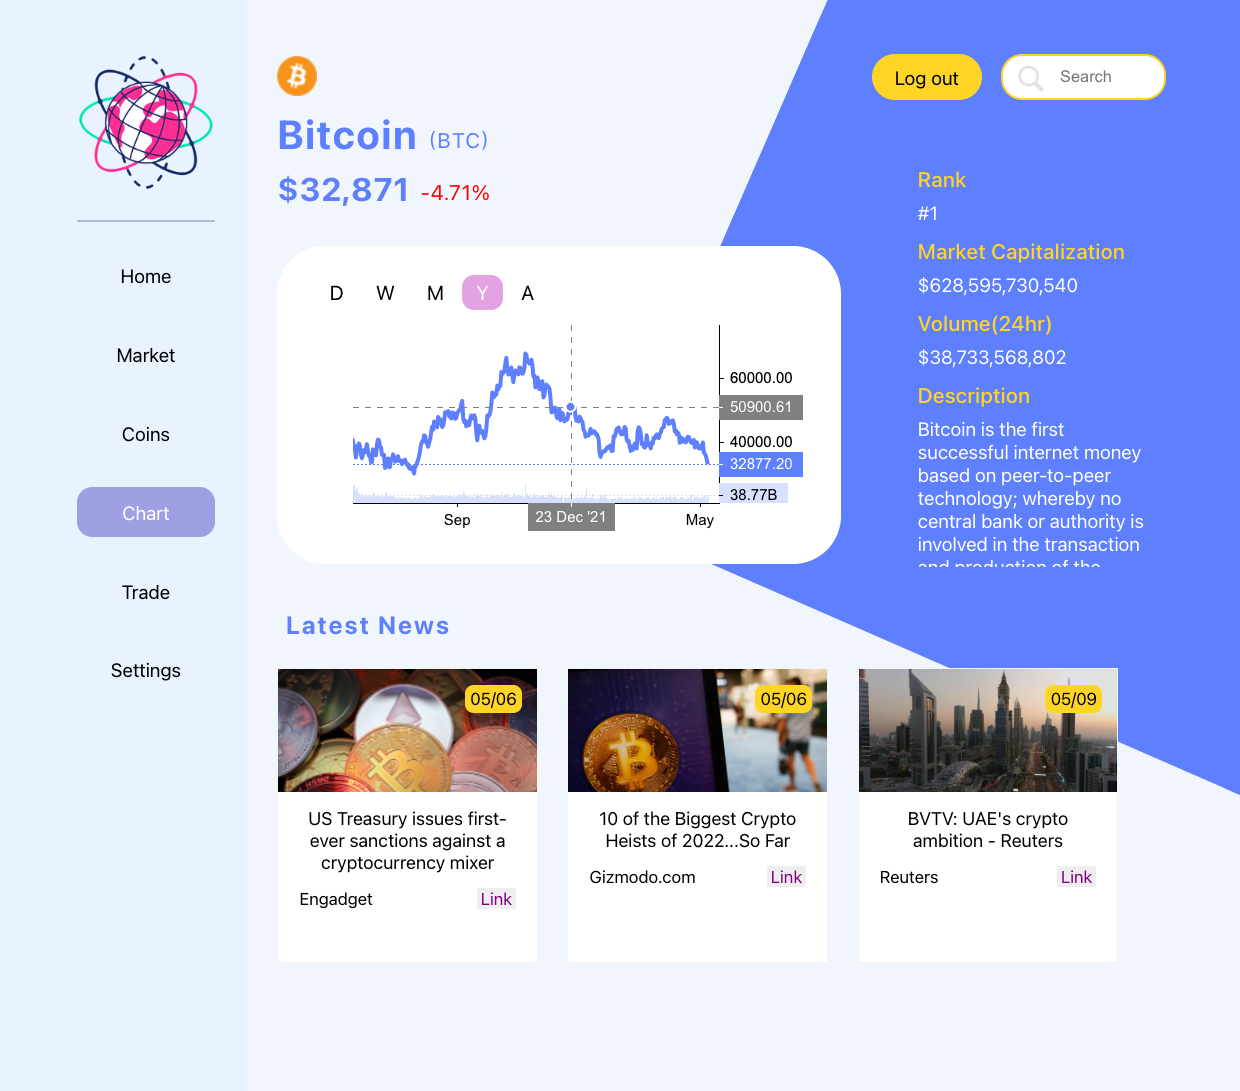 Home
Market
Coins
Chart
Trade
Settings
Bitcoin (BTC)
$32,871 -4.71%
Log out
Search
D W M Y A
60000.00
50900.61
40000.00
32877.20
38.77B
Sep 23 Dec '21 May
Rank
#1
Market Capitalization
$628,595,730,540
Volume(24hr)
$38,733,568,802
Description
Bitcoin is the first
successful internet money
based on peer-to-peer
technology; whereby no
central bank or authority is
involved in the transaction
and production of the
Latest News
05/06
US Treasury issues first-
ever sanctions against a
cryptocurrency mixer
Engadget Link
05/06
10 of the Biggest Crypto
Heists of 2022...So Far
Gizmodo.com Link
05/09
BVTV: UAE's crypto
ambition - Reuters
Reuters Link